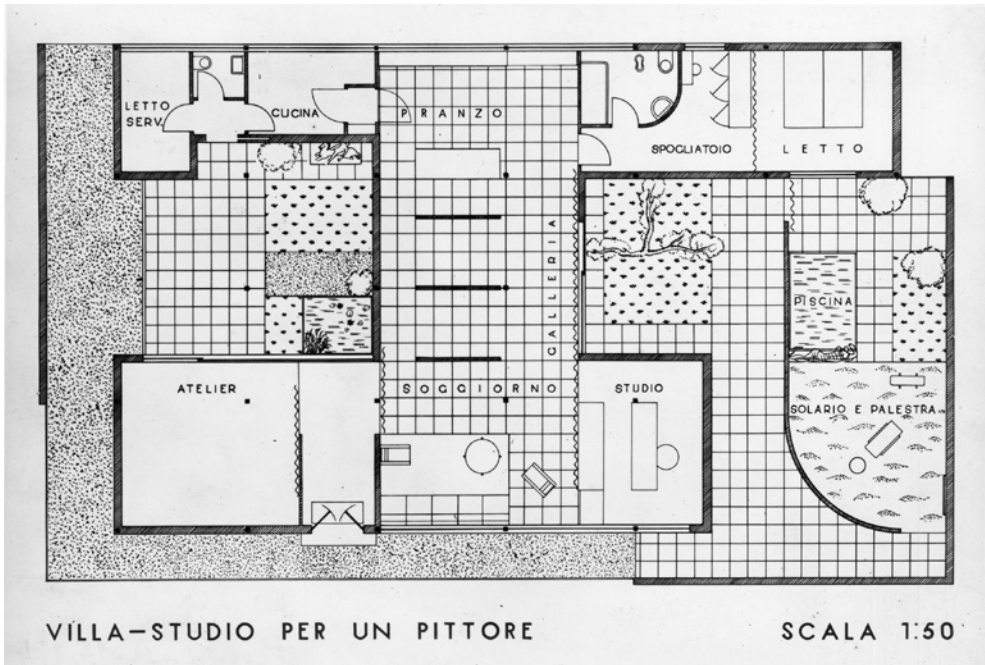 LETTO
SERV.
CUCINA
PRANZO
SPOGLIATOIO
LETTO
GALLERIA
PISCINA
ATELIER
SOGGIORNO
STUDIO
SOLARIO E PALESTRA
VILLA-STUDIO PER UN PITTORE
SCALA 1:50